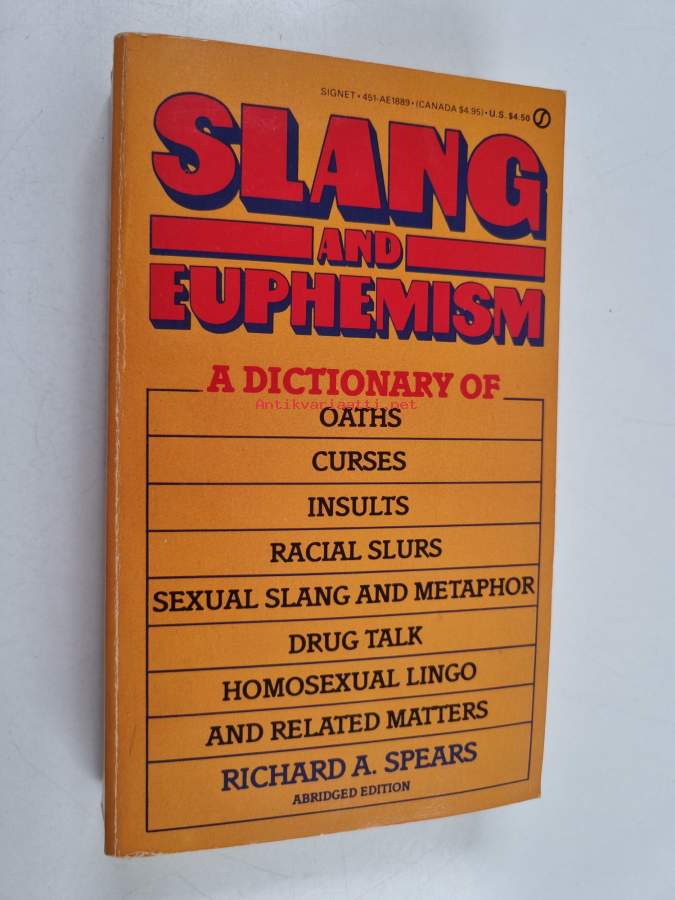 SIGNET • 451-AE1889 • (CANADA $4.95) • U.S. $4.50
SLANG
AND
EUPHEMISM
A DICTIONARY OF
Antikvariaatti.net
OATHS
CURSES
INSULTS
RACIAL SLURS
SEXUAL SLANG AND METAPHOR
DRUG TALK
HOMOSEXUAL LINGO
AND RELATED MATTERS
RICHARD A. SPEARS
ABRIDGED EDITION